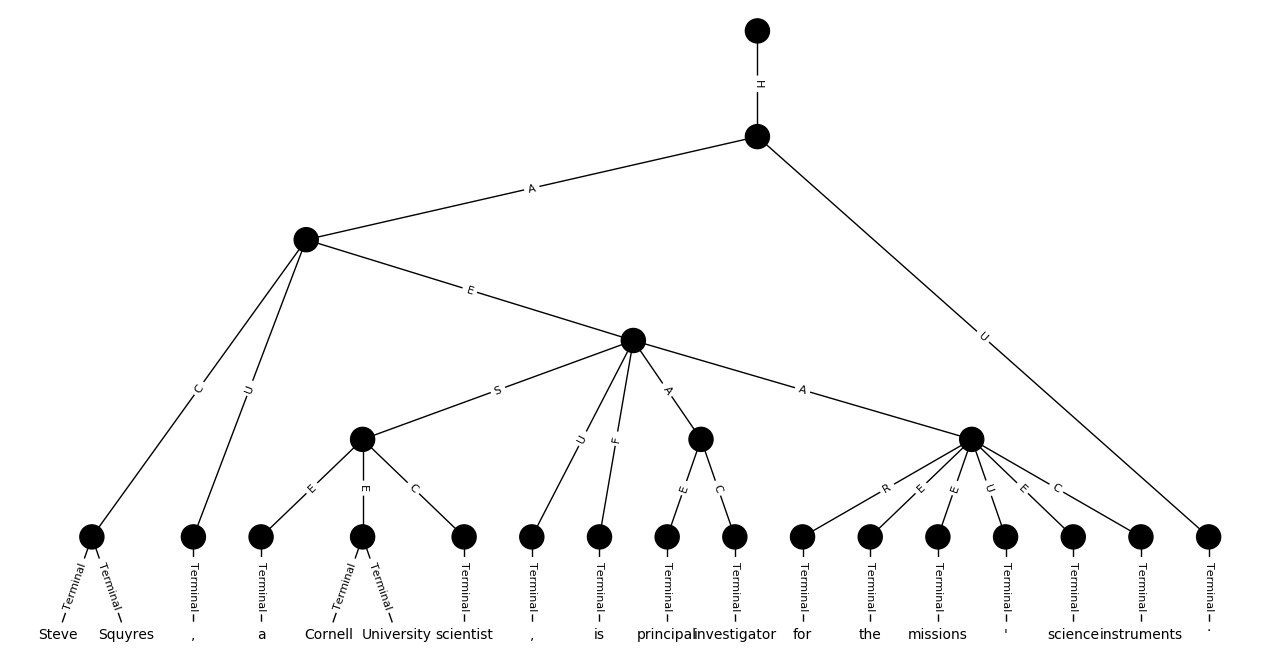 H
A
E
U
C
U
S
A
A
U
F
E
E
C
E
C
R
E
E
U
E
C
Terminal Terminal Terminal Terminal Terminal Terminal Terminal Terminal Terminal Terminal Terminal Terminal Terminal Terminal Terminal Terminal Terminal Terminal
Steve Squyres , a Cornell University scientist , is principal investigator for the missions ' science instruments .